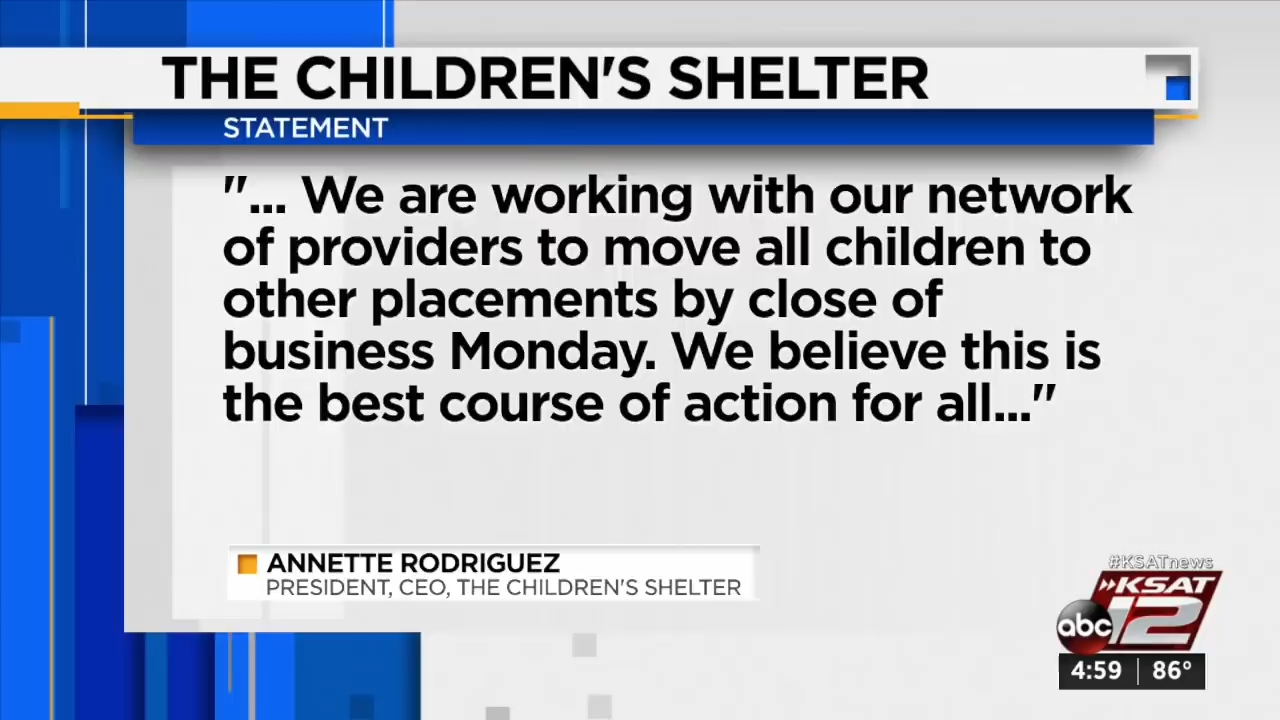 THE CHILDREN'S SHELTER
STATEMENT
"... We are working with our network
of providers to move all children to
other placements by close of
business Monday. We believe this is
the best course of action for all..."
ANNETTE RODRIGUEZ
PRESIDENT, CEO, THE CHILDREN'S SHELTER
#KSATnews
KSAT
abc 12
4:59 86°